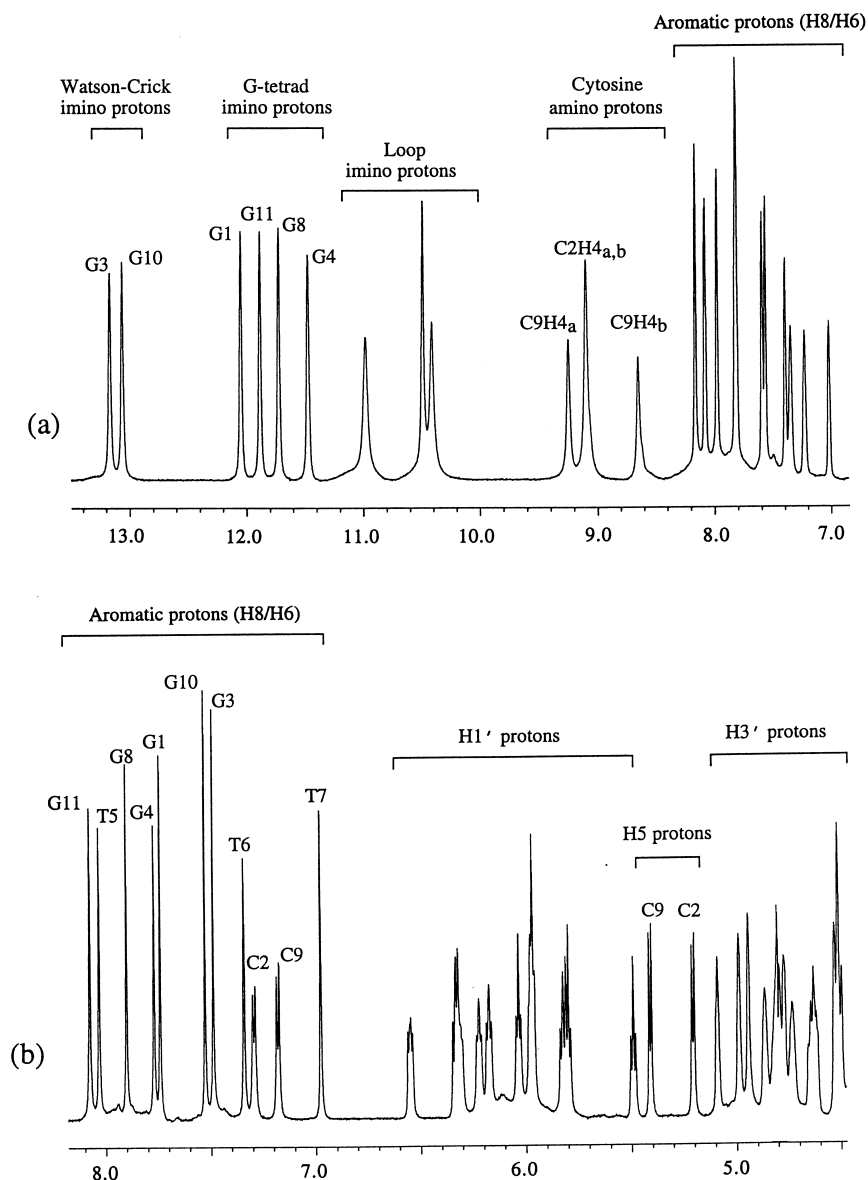 Aromatic protons (H8/H6)
Watson-Crick
imino protons
G-tetrad
imino protons
Cytosine
amino protons
Loop
imino protons
G3
G10
G1
G11
G8
G4
C9H4a
C2H4a,b
C9H4b
(a)
13.0
12.0
11.0
10.0
9.0
8.0
7.0
Aromatic protons (H8/H6)
G10
G3
G1
G8
G11
T5
G4
T7
T6
C2
C9
H1′ protons
H3′ protons
H5 protons
C9
C2
(b)
8.0
7.0
6.0
5.0